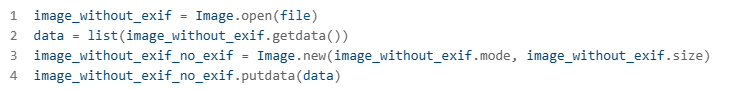 1 image_without_exif = Image.open(file)
2 data = list(image_without_exif.getdata())
3 image_without_exif_no_exif = Image.new(image_without_exif.mode, image_without_exif.size)
4 image_without_exif_no_exif.putdata(data)